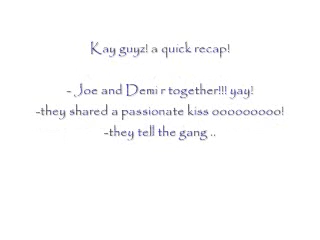 Kay guyz! a quick recap!
- Joe and Demi r together!!! yay!
-they shared a passionate kiss ooooooooo!
-they tell the gang ..